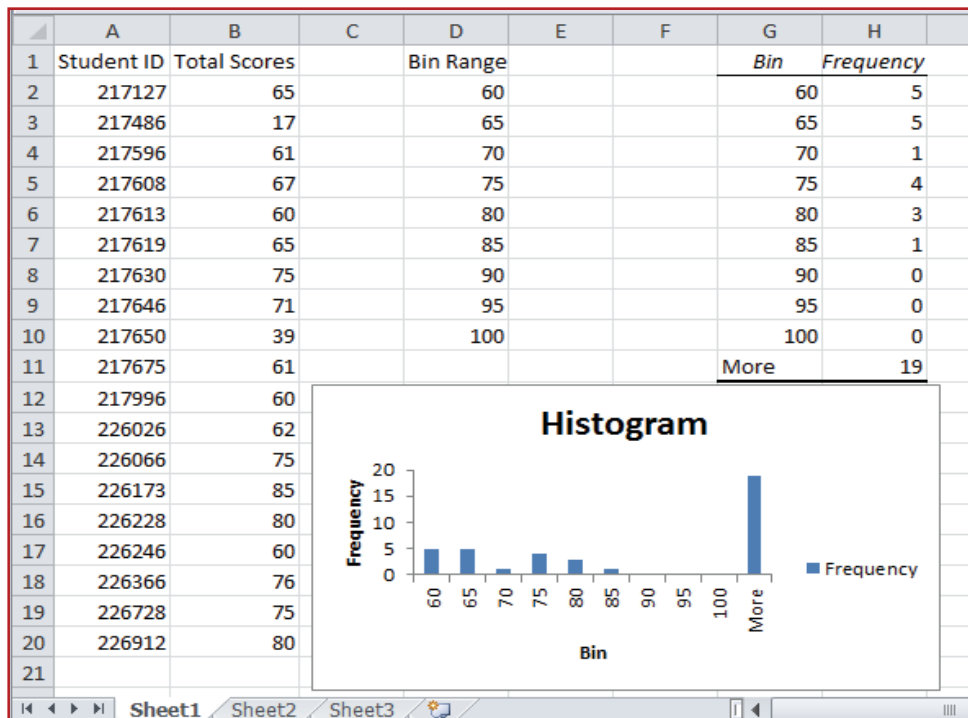 A B C D E F G H
1 Student ID Total Scores Bin Range Bin Frequency
2 217127 65 60 60 5
3 217486 17 65 65 5
4 217596 61 70 70 1
5 217608 67 75 75 4
6 217613 60 80 80 3
7 217619 65 85 85 1
8 217630 75 90 90 0
9 217646 71 95 95 0
10 217650 39 100 100 0
11 217675 61 More 19
12 217996 60
13 226026 62
14 226066 75
15 226173 85
16 226228 80
17 226246 60
18 226366 76
19 226728 75
20 226912 80
21
Histogram
Frequency
20
15
10
5
0
60 65 70 75 80 85 90 95 100 More
Bin
Frequency
Sheet1 Sheet2 Sheet3